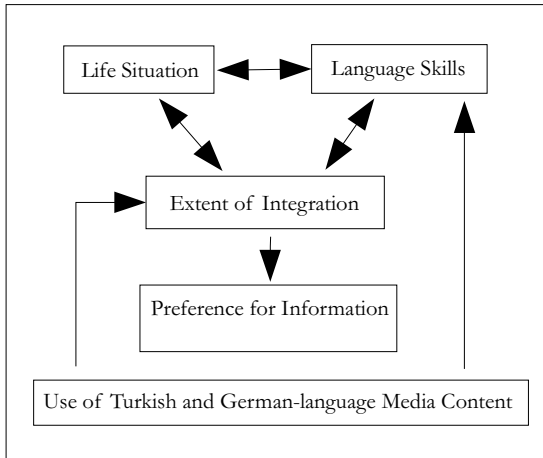 Life Situation
Language Skills
Extent of Integration
Preference for Information
Use of Turkish and German-language Media Content